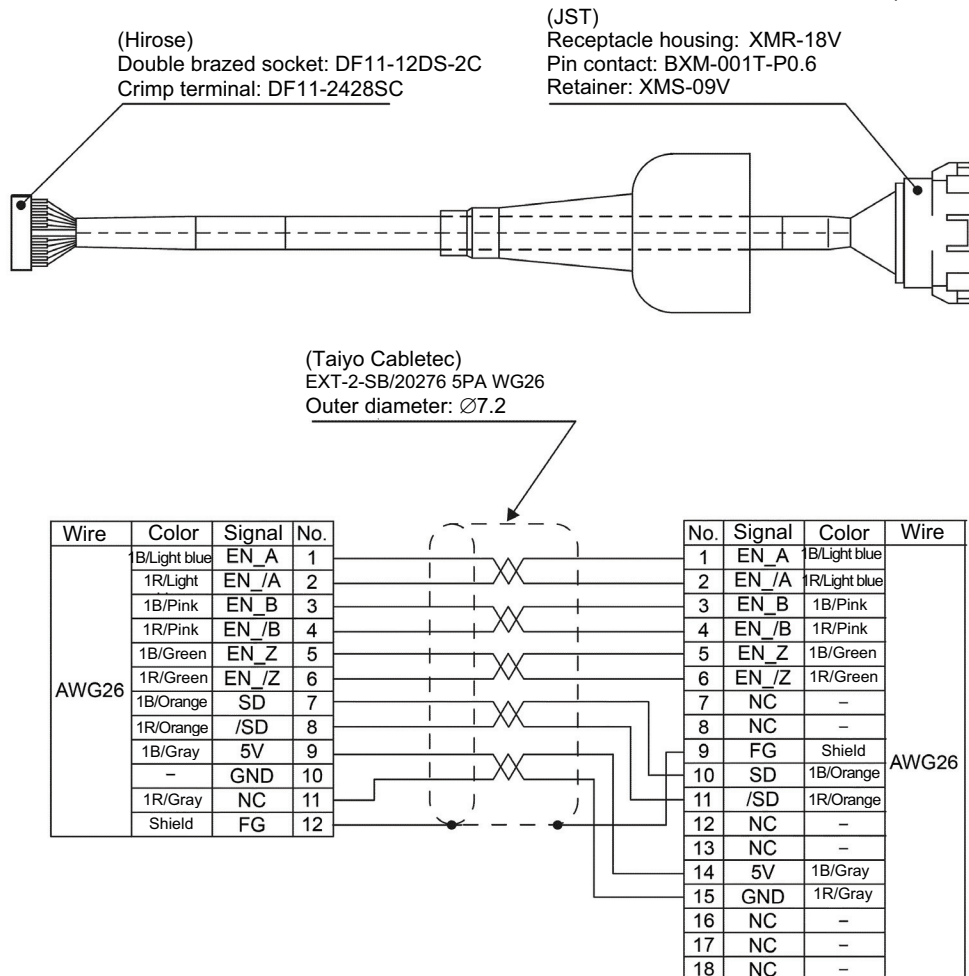 (Hirose)
Double brazed socket: DF11-12DS-2C
Crimp terminal: DF11-2428SC
(JST)
Receptacle housing: XMR-18V
Pin contact: BXM-001T-P0.6
Retainer: XMS-09V
(Taiyo Cabletec)
EXT-2-SB/20276 5PA WG26
Outer diameter: ∅7.2
Wire Color Signal No.
1B/Light blue EN_A 1
1R/Light EN_/A 2
1B/Pink EN_B 3
1R/Pink EN_/B 4
1B/Green EN_Z 5
1R/Green EN_/Z 6
AWG26
1B/Orange SD 7
1R/Orange /SD 8
1B/Gray 5V 9
– GND 10
1R/Gray NC 11
Shield FG 12
No. Signal Color Wire
1 EN_A 1B/Light blue
2 EN_/A 1R/Light blue
3 EN_B 1B/Pink
4 EN_/B 1R/Pink
5 EN_Z 1B/Green
6 EN_/Z 1R/Green
7 NC –
8 NC –
9 FG Shield
AWG26
10 SD 1B/Orange
11 /SD 1R/Orange
12 NC –
13 NC –
14 5V 1B/Gray
15 GND 1R/Gray
16 NC –
17 NC –
18 NC –